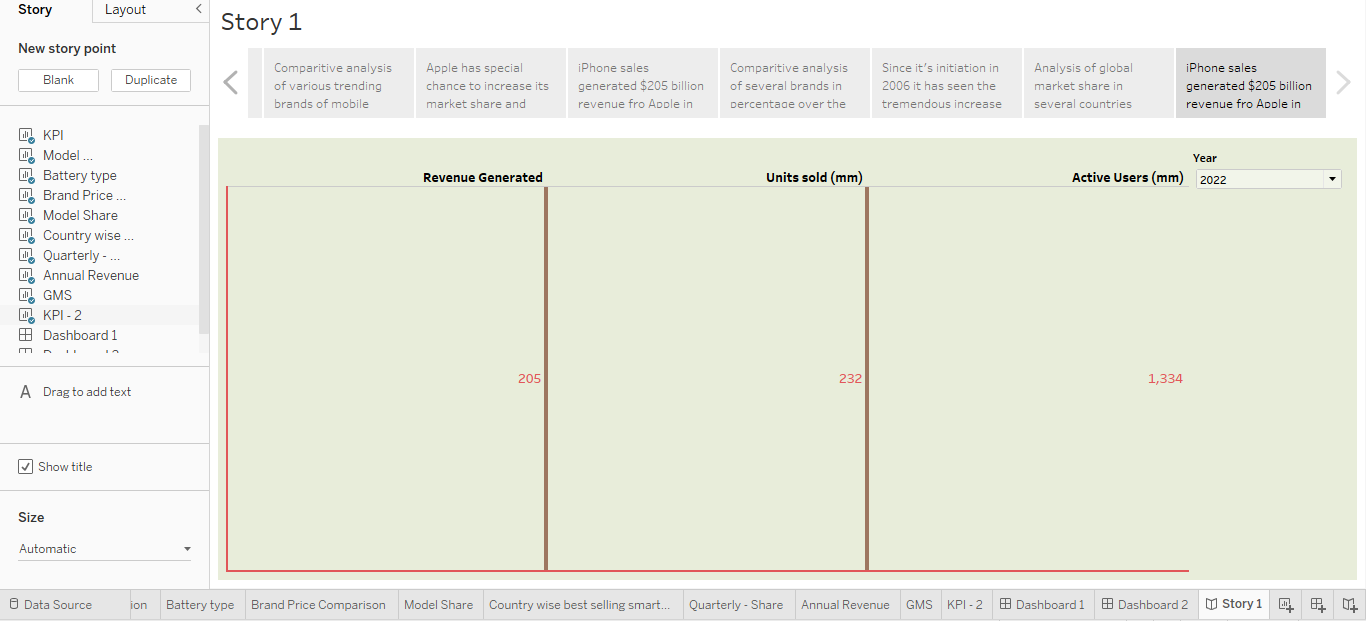 Story
Layout
New story point
Blank
Duplicate
KPI
Model ...
Battery type
Brand Price ...
Model Share
Country wise ...
Quarterly - ...
Annual Revenue
GMS
KPI - 2
Dashboard 1
A Drag to add text
Show title
Size
Automatic
Story 1
Comparitive analysis
of various trending
brands of mobile
Apple has special
chance to increase its
market share and
iPhone sales
generated $205 billion
revenue fro Apple in
Comparitive analysis
of several brands in
percentage over the
Since it's initiation in
2006 it has seen the
tremendous increase
Analysis of global
market share in
several countries
iPhone sales
generated $205 billion
revenue fro Apple in
Revenue Generated
Units sold (mm)
Active Users (mm)
Year
2022
205
232
1,334
Data Source
ion
Battery type
Brand Price Comparison
Model Share
Country wise best selling smart...
Quarterly - Share
Annual Revenue
GMS
KPI - 2
Dashboard 1
Dashboard 2
Story 1